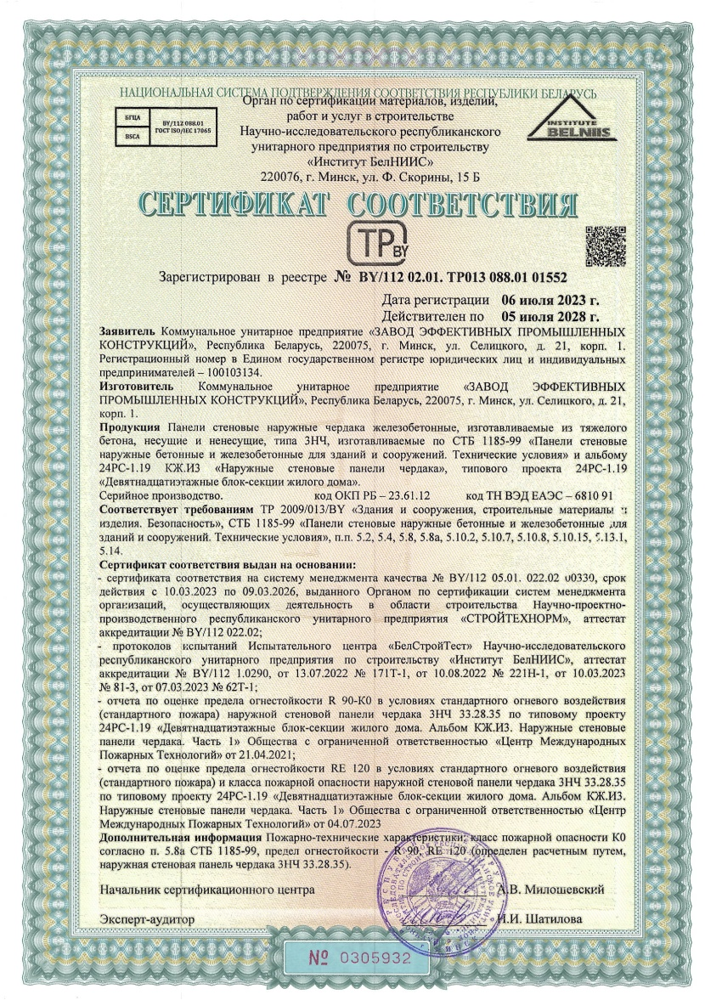 НАЦИОНАЛЬНАЯ СИСТЕМА ПОДТВЕРЖДЕНИЯ СООТВЕТСТВИЯ РЕСПУБЛИКИ БЕЛАРУСЬ
Орган по сертификации материалов, изделий,
работ и услуг в строительстве
Научно-исследовательского республиканского
унитарного предприятия по строительству
«Институт БелНИИС»
220076, г. Минск, ул. Ф. Скорины, 15 Б
БГЦА
BSCA
BY/112 088.01
ГОСТ ISO/IEC 17065
INSTITUTE
BELNIIS
СЕРТИФИКАТ СООТВЕТСТВИЯ
ТР BY
Зарегистрирован в реестре № BY/112 02.01. ТР013 088.01 01552
Дата регистрации 06 июля 2023 г.
Действителен по 05 июля 2028 г.
Заявитель Коммунальное унитарное предприятие «ЗАВОД ЭФФЕКТИВНЫХ ПРОМЫШЛЕННЫХ
КОНСТРУКЦИЙ», Республика Беларусь, 220075, г. Минск, ул. Селицкого, д. 21, корп. 1.
Регистрационный номер в Едином государственном регистре юридических лиц и индивидуальных
предпринимателей – 100103134.
Изготовитель Коммунальное унитарное предприятие «ЗАВОД ЭФФЕКТИВНЫХ
ПРОМЫШЛЕННЫХ КОНСТРУКЦИЙ», Республика Беларусь, 220075, г. Минск, ул. Селицкого, д. 21,
корп. 1.
Продукция Панели стеновые наружные чердака железобетонные, изготавливаемые из тяжелого
бетона, несущие и ненесущие, типа 3НЧ, изготавливаемые по СТБ 1185-99 «Панели стеновые
наружные бетонные и железобетонные для зданий и сооружений. Технические условия» и альбому
24РС-1.19 КЖ.ИЗ «Наружные стеновые панели чердака», типового проекта 24РС-1.19
«Девятнадцатиэтажные блок-секции жилого дома».
Серийное производство. код ОКП РБ – 23.61.12 код ТН ВЭД ЕАЭС – 6810 91
Соответствует требованиям ТР 2009/013/BY «Здания и сооружения, строительные материалы и
изделия. Безопасность», СТБ 1185-99 «Панели стеновые наружные бетонные и железобетонные для
зданий и сооружений. Технические условия», п.п. 5.2, 5.4, 5.8, 5.8а, 5.10.2, 5.10.7, 5.10.8, 5.10.15, 5.13.1,
5.14.
Сертификат соответствия выдан на основании:
- сертификата соответствия на систему менеджмента качества № BY/112 05.01. 022.02 00330, срок
действия с 10.03.2023 по 09.03.2026, выданного Органом по сертификации систем менеджмента
организаций, осуществляющих деятельность в области строительства Научно-проектно-
производственного республиканского унитарного предприятия «СТРОЙТЕХНОРМ», аттестат
аккредитации № BY/112 022.02;
- протоколов испытаний Испытательного центра «БелСтройТест» Научно-исследовательского
республиканского унитарного предприятия по строительству «Институт БелНИИС», аттестат
аккредитации № BY/112 1.0290, от 13.07.2022 № 171Т-1, от 10.08.2022 № 221Н-1, от 10.03.2023
№ 81-3, от 07.03.2023 № 62Т-1;
- отчета по оценке предела огнестойкости R 90-К0 в условиях стандартного огневого воздействия
(стандартного пожара) наружной стеновой панели чердака 3НЧ 33.28.35 по типовому проекту
24РС-1.19 «Девятнадцатиэтажные блок-секции жилого дома. Альбом КЖ.ИЗ. Наружные стеновые
панели чердака. Часть 1» Общества с ограниченной ответственностью «Центр Международных
Пожарных Технологий» от 21.04.2021;
- отчета по оценке предела огнестойкости RE 120 в условиях стандартного огневого воздействия
(стандартного пожара) и класса пожарной опасности наружной стеновой панели чердака 3НЧ 33.28.35
по типовому проекту 24РС-1.19 «Девятнадцатиэтажные блок-секции жилого дома. Альбом КЖ.ИЗ.
Наружные стеновые панели чердака. Часть 1» Общества с ограниченной ответственностью «Центр
Международных Пожарных Технологий» от 04.07.2023
Дополнительная информация Пожарно-технические характеристики: класс пожарной опасности К0
согласно п. 5.8а СТБ 1185-99, предел огнестойкости - R 90, RE 120 (определен расчетным путем,
наружная стеновая панель чердака 3НЧ 33.28.35).
Начальник сертификационного центра А.В. Милошевский
Эксперт-аудитор И.И. Шатилова
№ 0305932